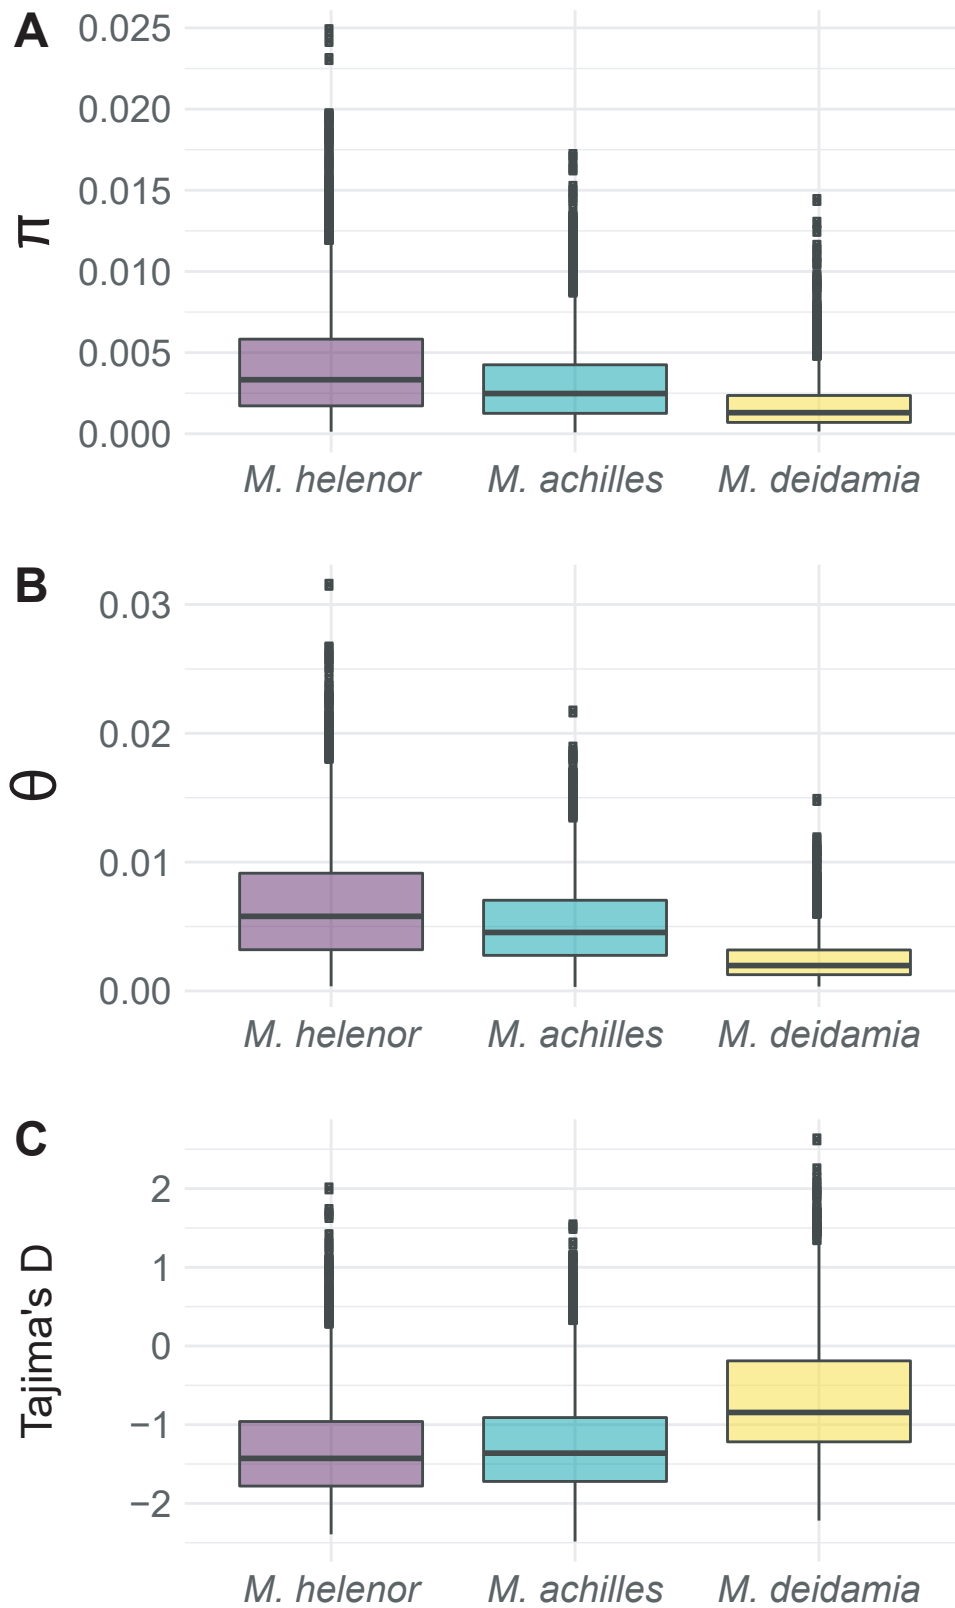 A
0.025
0.020
0.015
0.010
0.005
0.000
π
M. helenor M. achilles M. deidamia
B
0.03
0.02
0.01
0.00
θ
M. helenor M. achilles M. deidamia
C
2
1
0
−1
−2
Tajima's D
M. helenor M. achilles M. deidamia